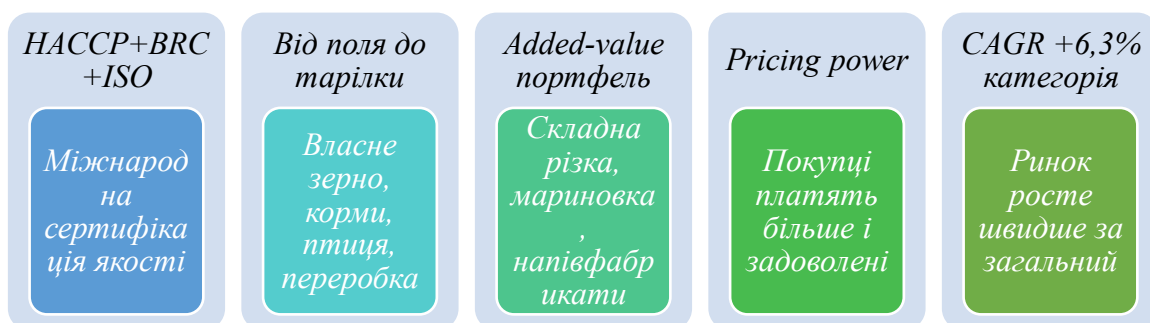 HACCP+BRC
+ISO
Міжнарод
на
сертифіка
ція якості
Від поля до
тарілки
Власне
зерно,
корми,
птиця,
переробка
Added-value
портфель
Складна
різка,
мариновка
,
напівфабр
икати
Pricing power
Покупці
платять
більше і
задоволені
CAGR +6,3%
категорія
Ринок
росте
швидше за
загальний